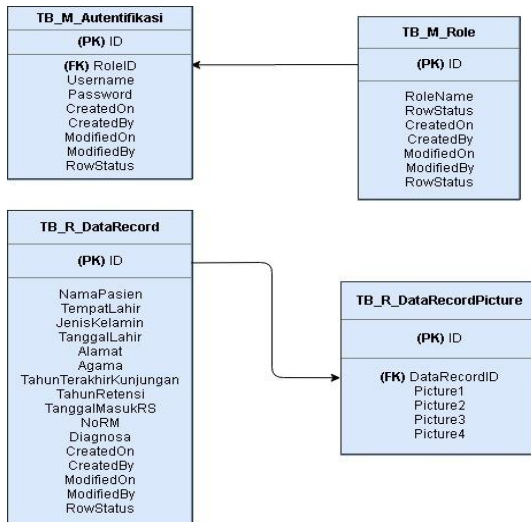 TB_M_Autentifikasi
(PK) ID
(FK) RoleID
Username
Password
CreatedOn
CreatedBy
ModifiedOn
ModifiedBy
RowStatus
TB_M_Role
(PK) ID
RoleName
RowStatus
CreatedOn
CreatedBy
ModifiedOn
ModifiedBy
RowStatus
TB_R_DataRecord
(PK) ID
NamaPasien
TempatLahir
JenisKelamin
TanggalLahir
Alamat
Agama
TahunTerakhirKunjungan
TahunRetensi
TanggalMasukRS
NoRM
Diagnosa
CreatedOn
CreatedBy
ModifiedOn
ModifiedBy
RowStatus
TB_R_DataRecordPicture
(PK) ID
(FK) DataRecordID
Picture1
Picture2
Picture3
Picture4